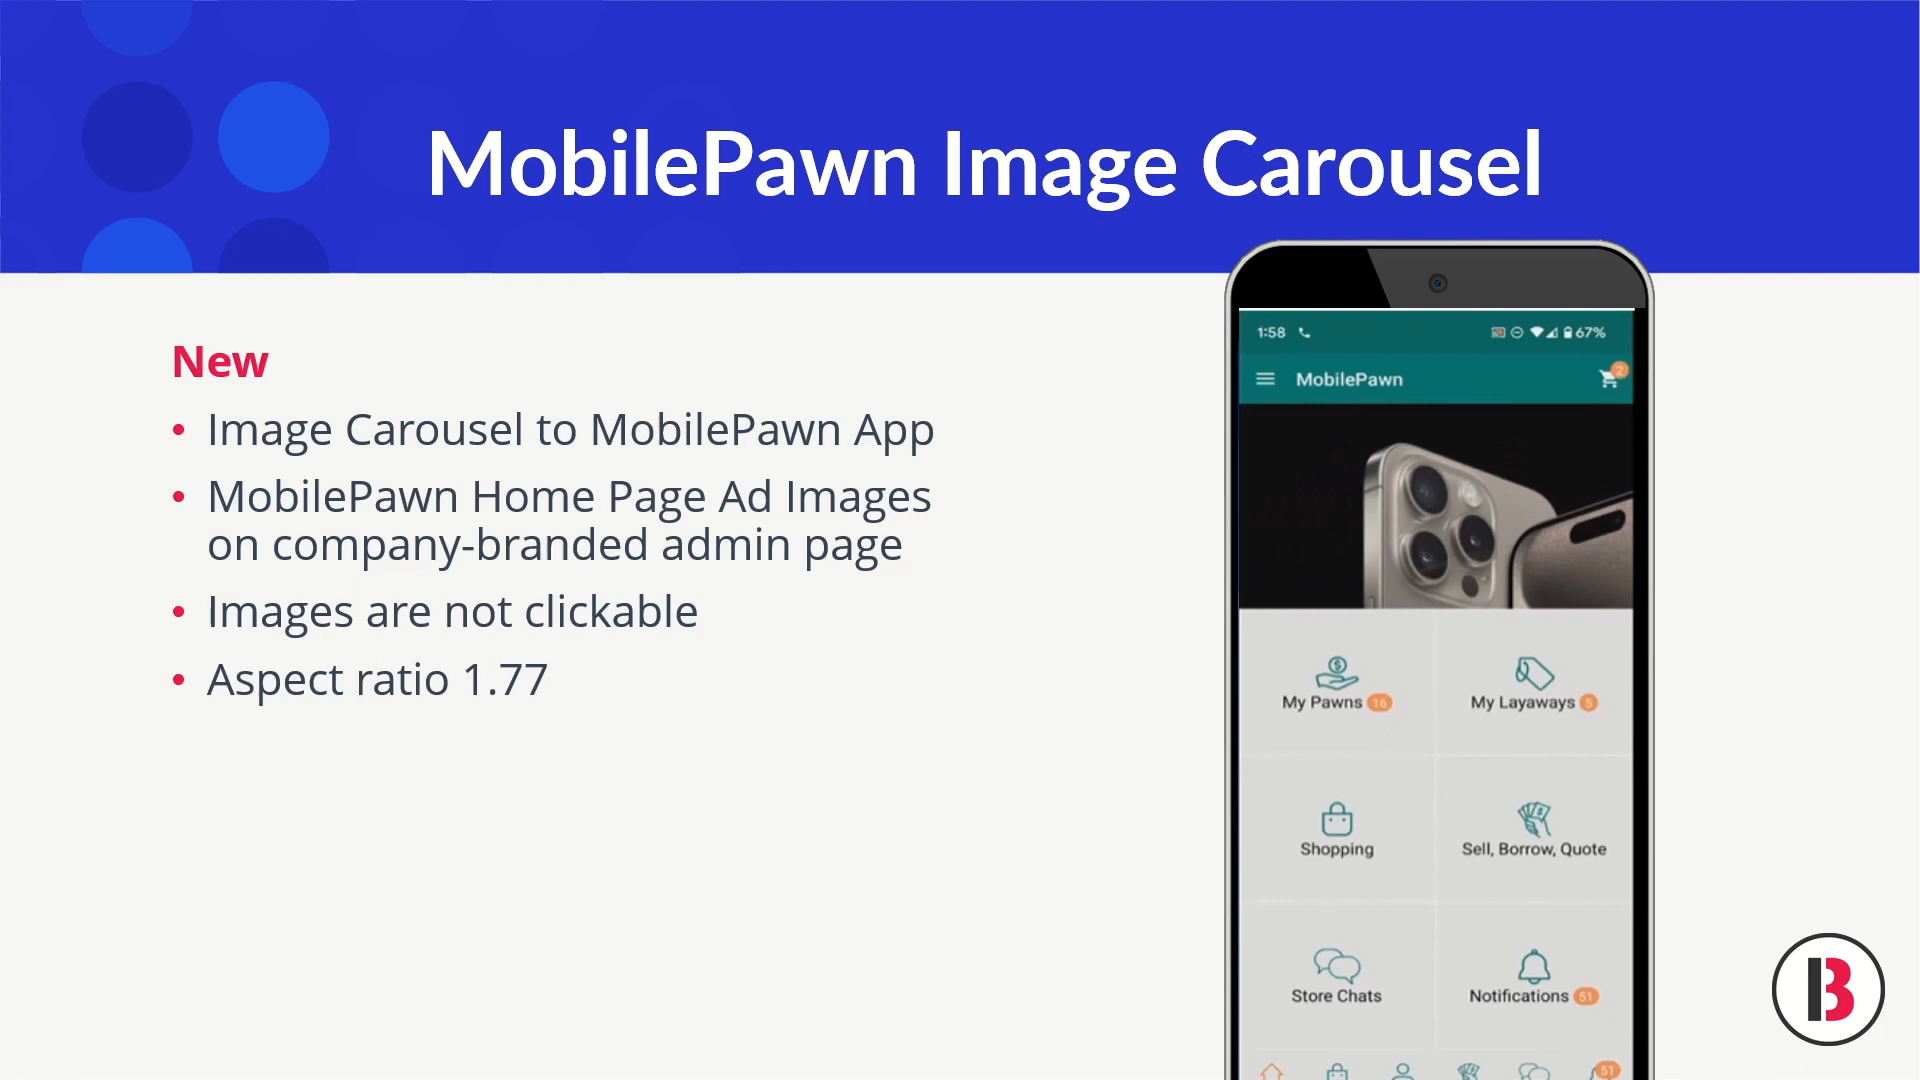 MobilePawn Image Carousel
New
• Image Carousel to MobilePawn App
• MobilePawn Home Page Ad Images
on company-branded admin page
• Images are not clickable
• Aspect ratio 1.77
1:58
67%
MobilePawn
2
My Pawns 16
My Layaways 5
Shopping
Sell, Borrow, Quote
Store Chats
Notifications 51
51
B